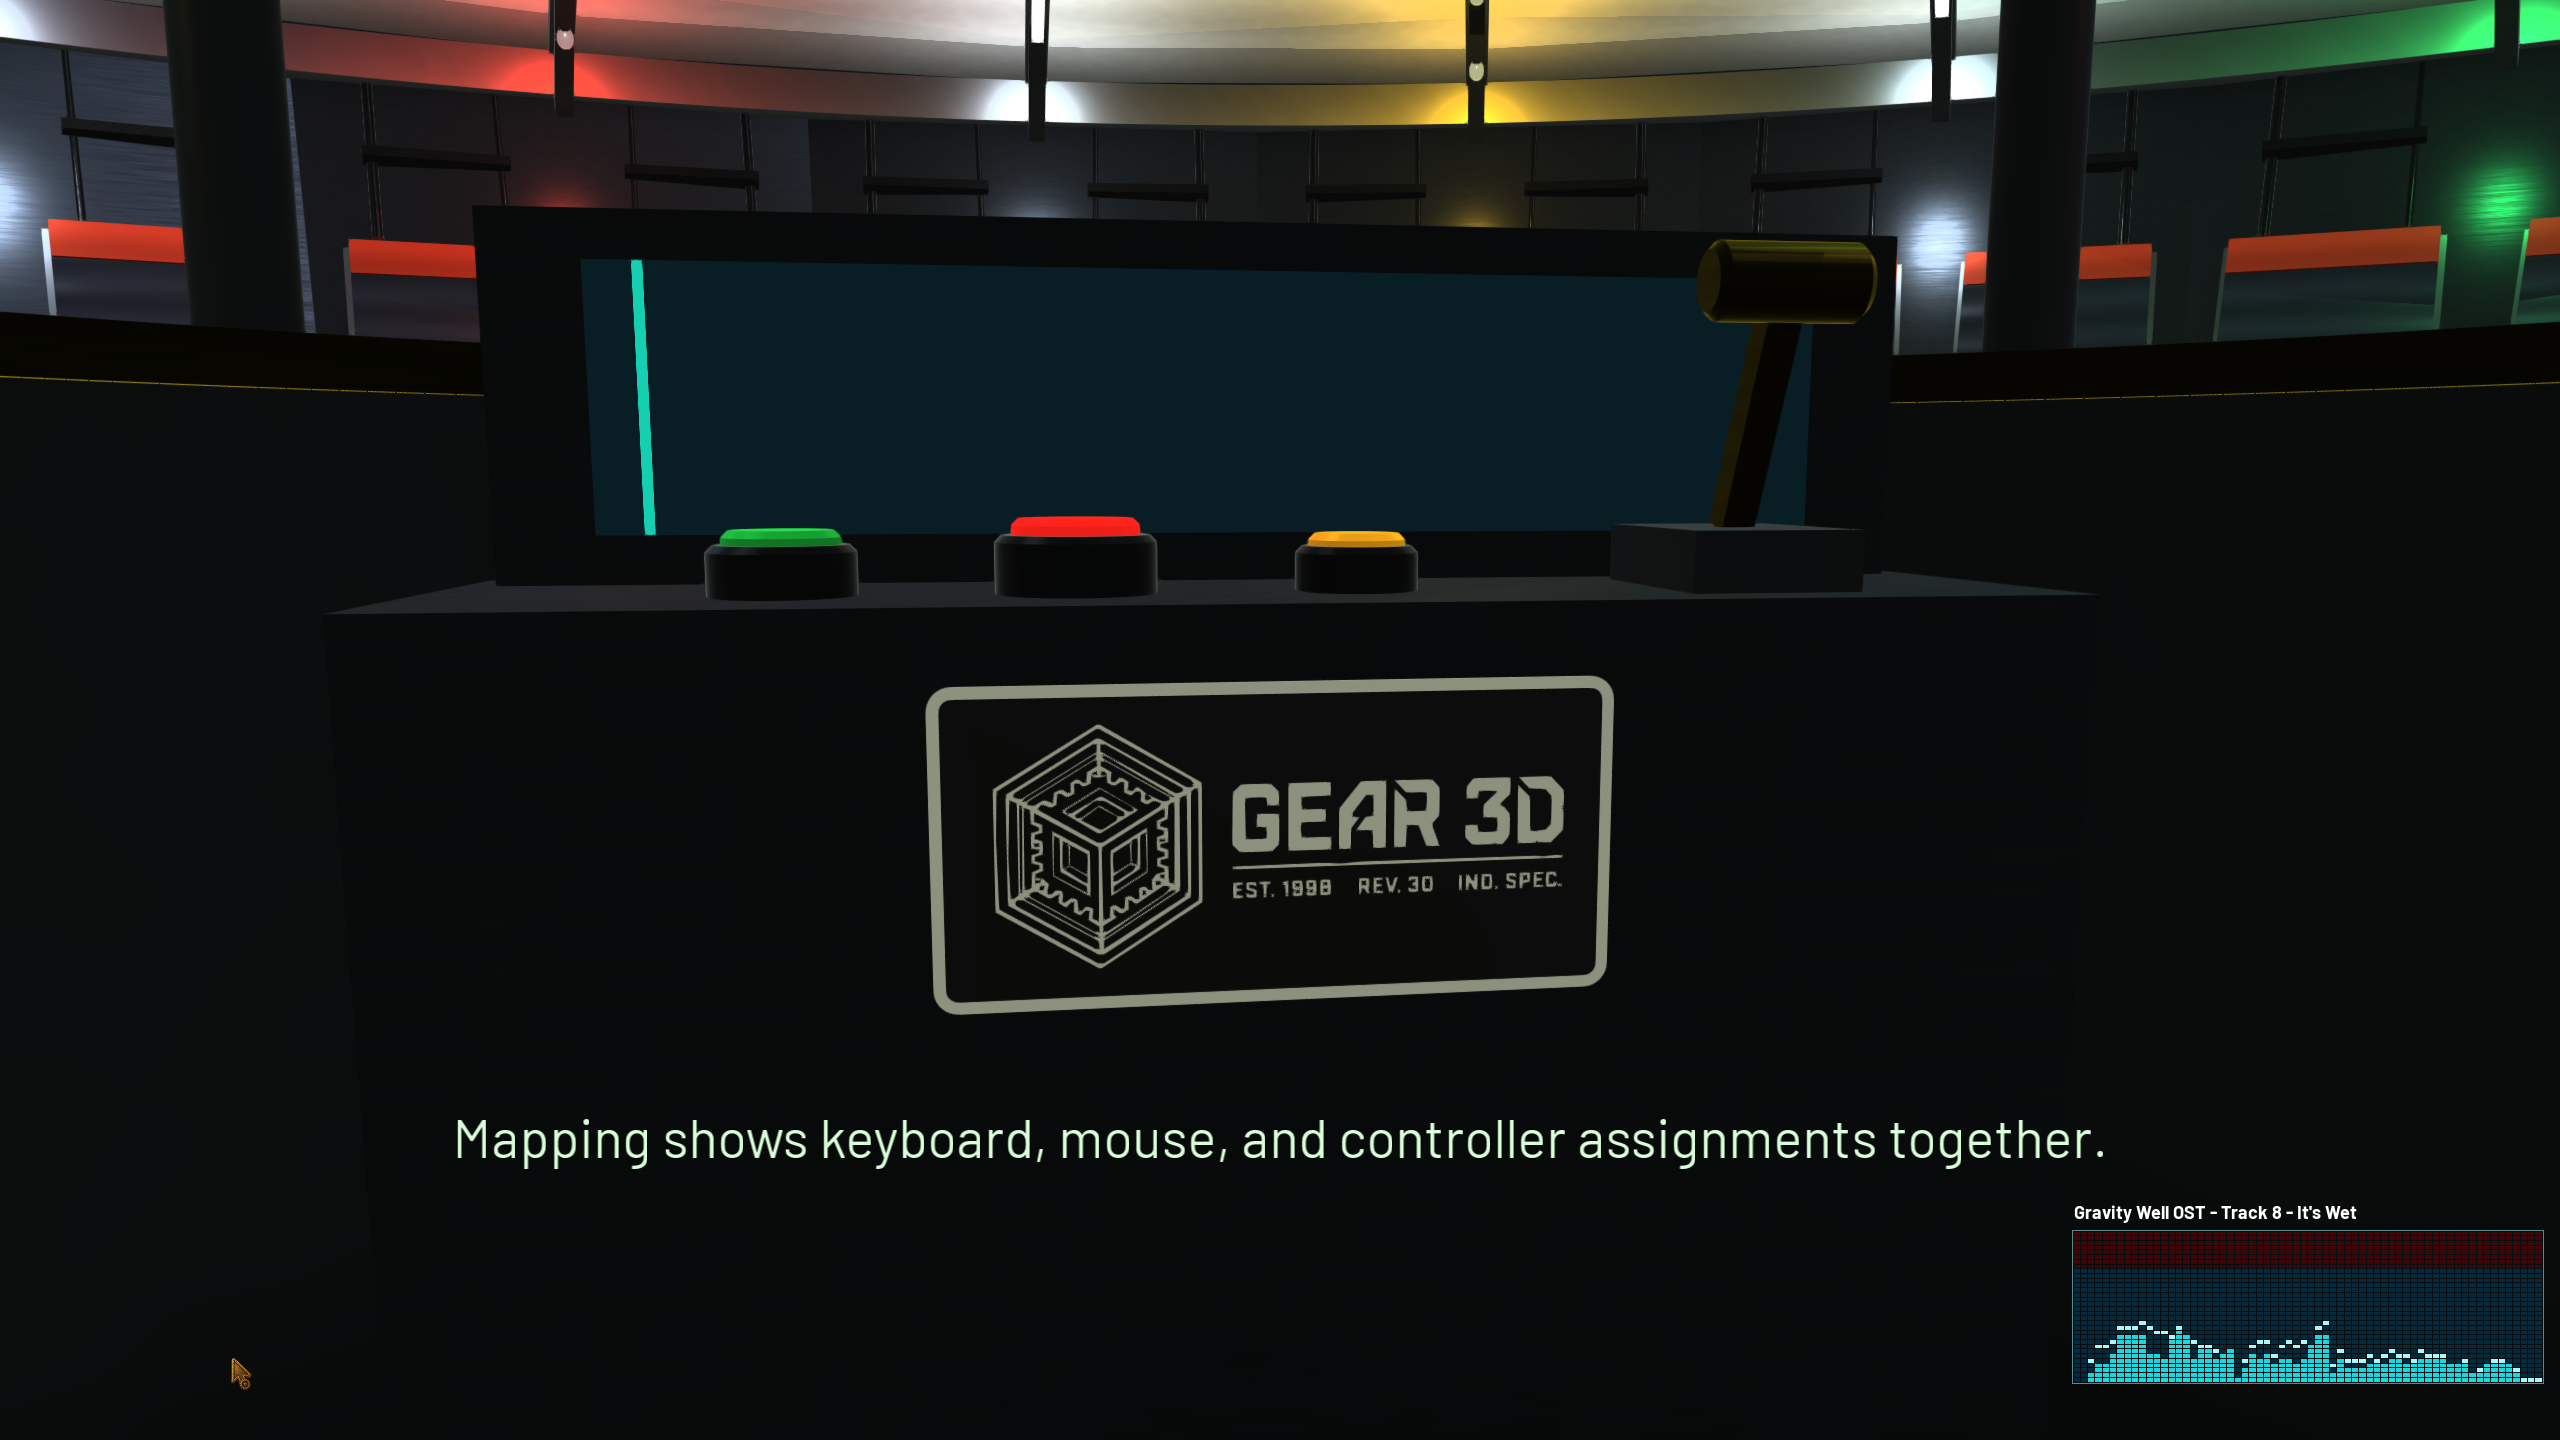 GEAR 3D
EST. 1998 REV. 30 IND. SPEC.
Mapping shows keyboard, mouse, and controller assignments together.
Gravity Well OST - Track 8 - It's Wet